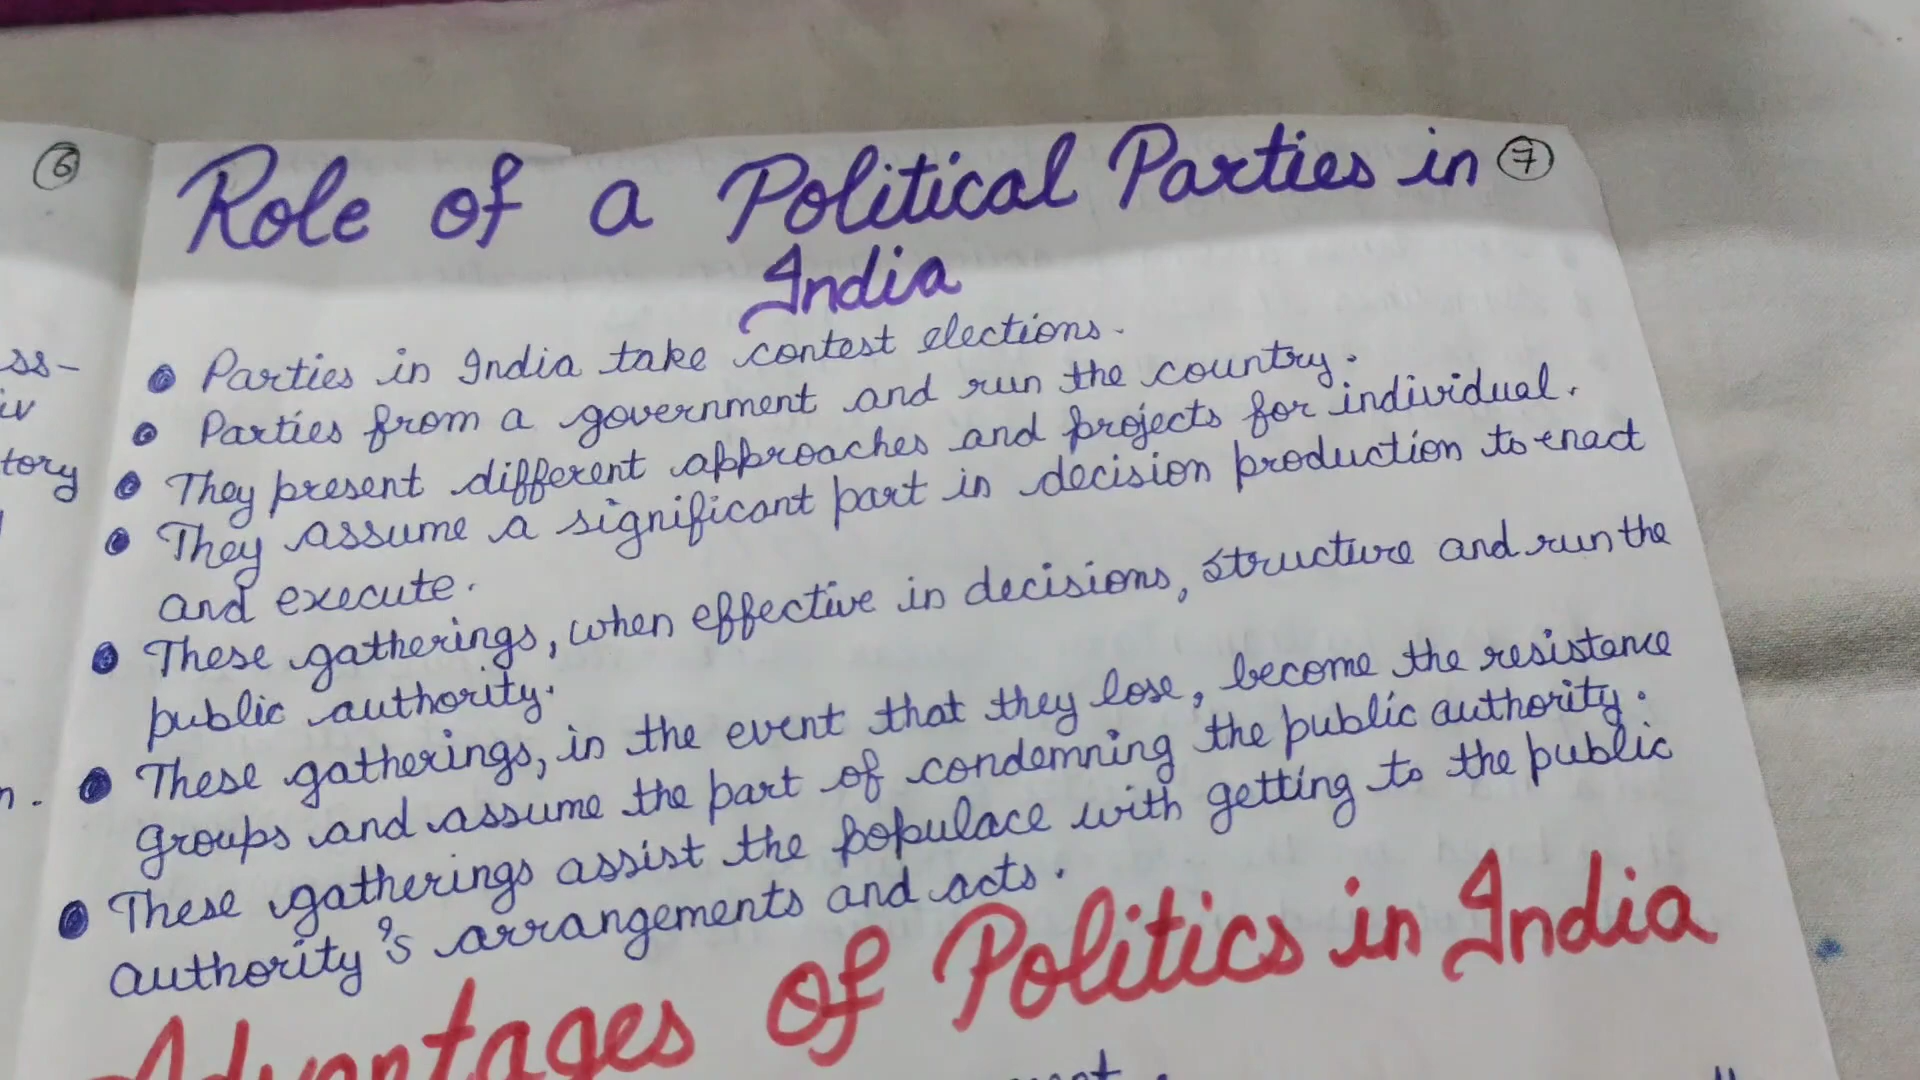 6
ss-
iv
tory
n.
Role of a Political Parties in 7
India
Parties in India take contest elections.
Parties from a government and run the country.
They present different approaches and projects for individual.
They assume a significant part in decision production to enact
and execute.
These gatherings, when effective in decisions, structure and run the
public authority.
These gatherings, in the event that they lose, become the resistance
groups and assume the part of condemning the public authority.
These gatherings assist the populace with getting to the public
authority's arrangements and acts.
Advantages of Politics in India